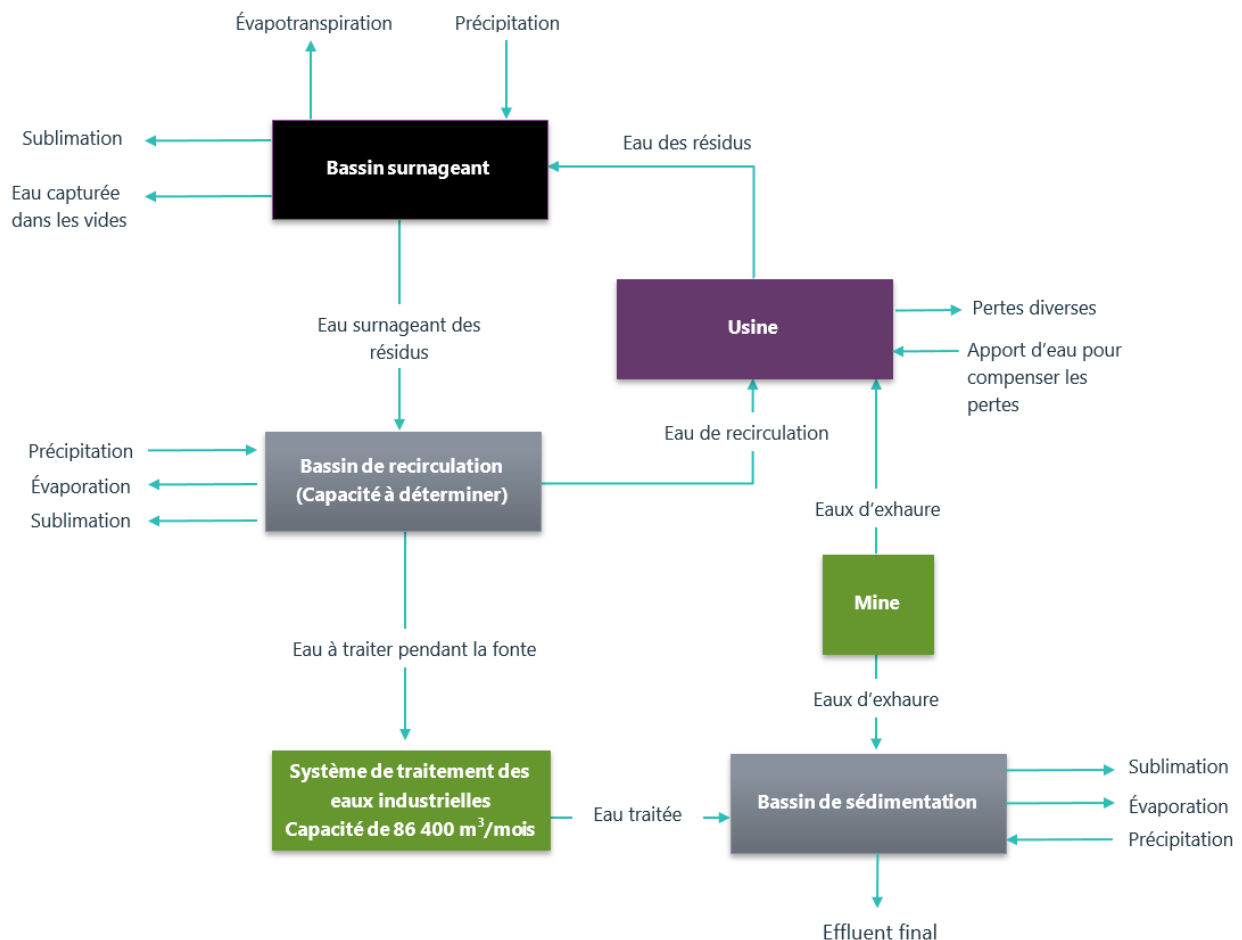 Évapotranspiration
Précipitation
Sublimation
Bassin surnageant
Eau des résidus
Eau capturée
dans les vides
Usine
Pertes diverses
Apport d'eau pour
compenser les
pertes
Eau surnageant des
résidus
Eau de recirculation
Précipitation
Évaporation
Sublimation
Bassin de recirculation
(Capacité à déterminer)
Eaux d'exhaure
Mine
Eau à traiter pendant la fonte
Eaux d'exhaure
Système de traitement des
eaux industrielles
Capacité de 86 400 m³/mois
Eau traitée
Bassin de sédimentation
Sublimation
Évaporation
Précipitation
Effluent final